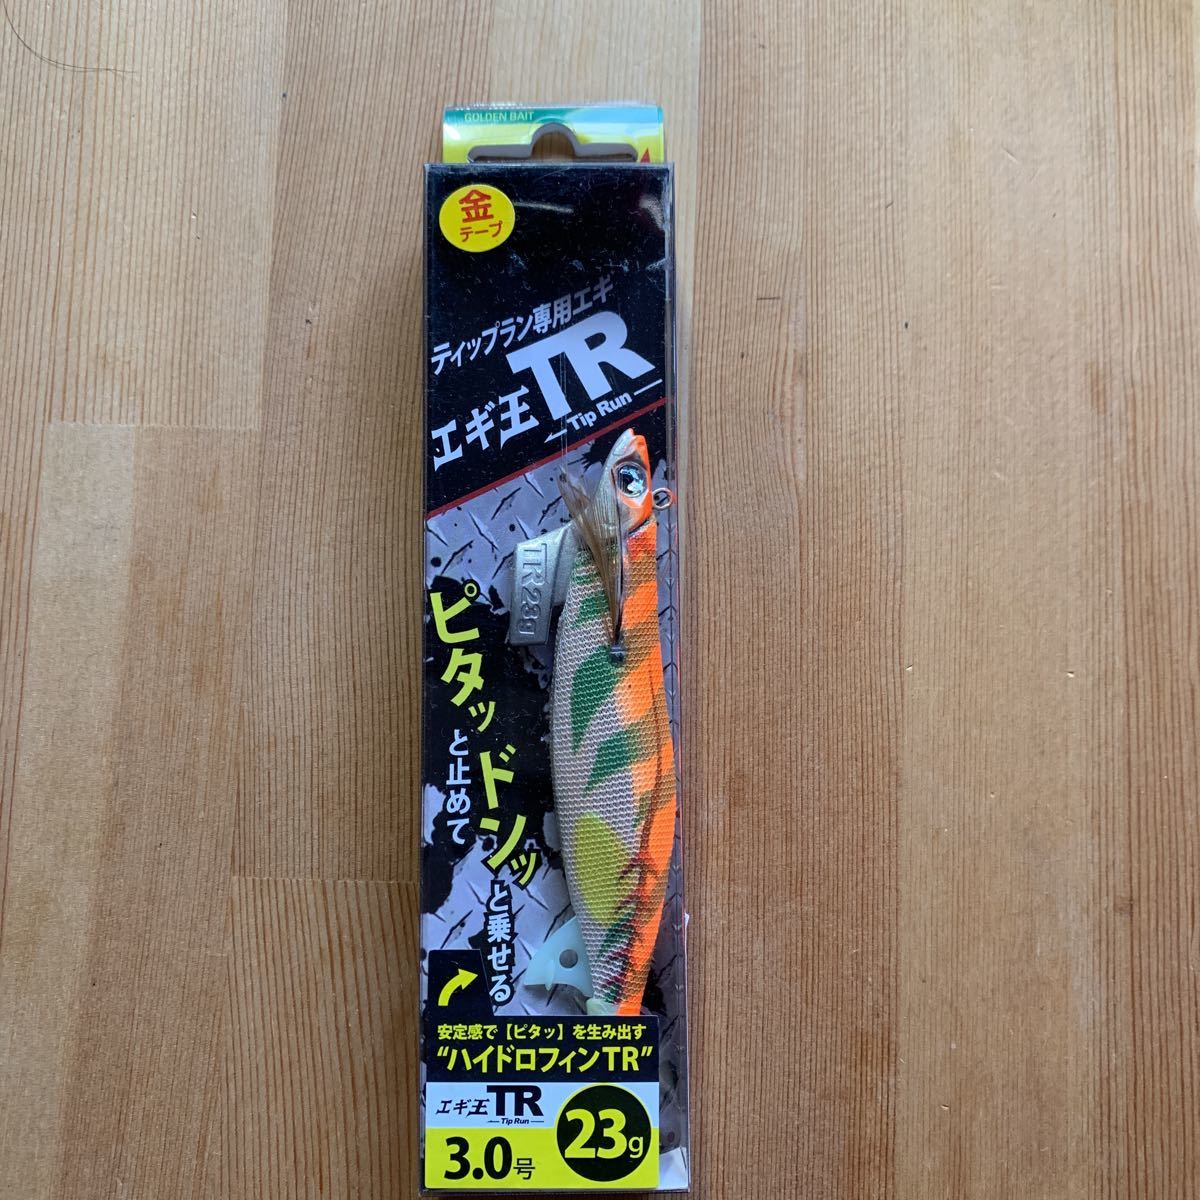 GOLDEN BAIT
金
テープ
ティップラン専用エギ
エギ王TR
Tip Run
TR23g
ピタッ
と止めて
ドンッ
と乗せる
安定感で【ピタッ】を生み出す
“ハイドロフィンTR”
エギ王TR
Tip Run
3.0号
23g